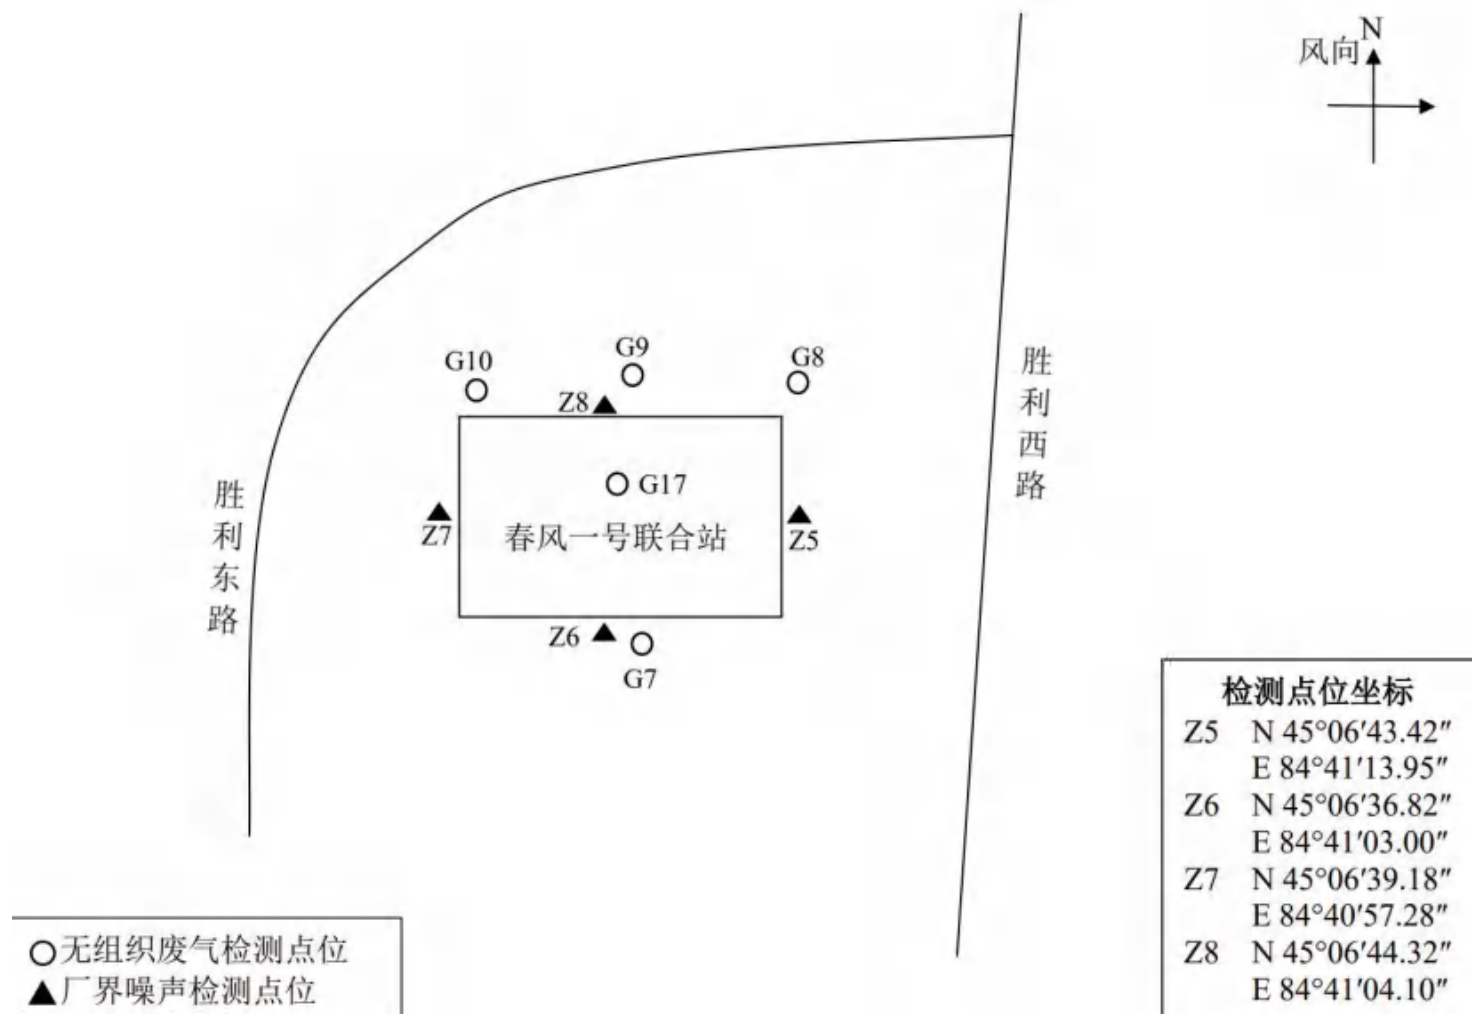 N
风向
G10
G9
G8
Z8
G17
Z7
春风一号联合站
Z5
Z6
G7
胜利东路
胜利西路
检测点位坐标
Z5 N 45°06′43.42″
E 84°41′13.95″
Z6 N 45°06′36.82″
E 84°41′03.00″
Z7 N 45°06′39.18″
E 84°40′57.28″
Z8 N 45°06′44.32″
E 84°41′04.10″
无组织废气检测点位
厂界噪声检测点位